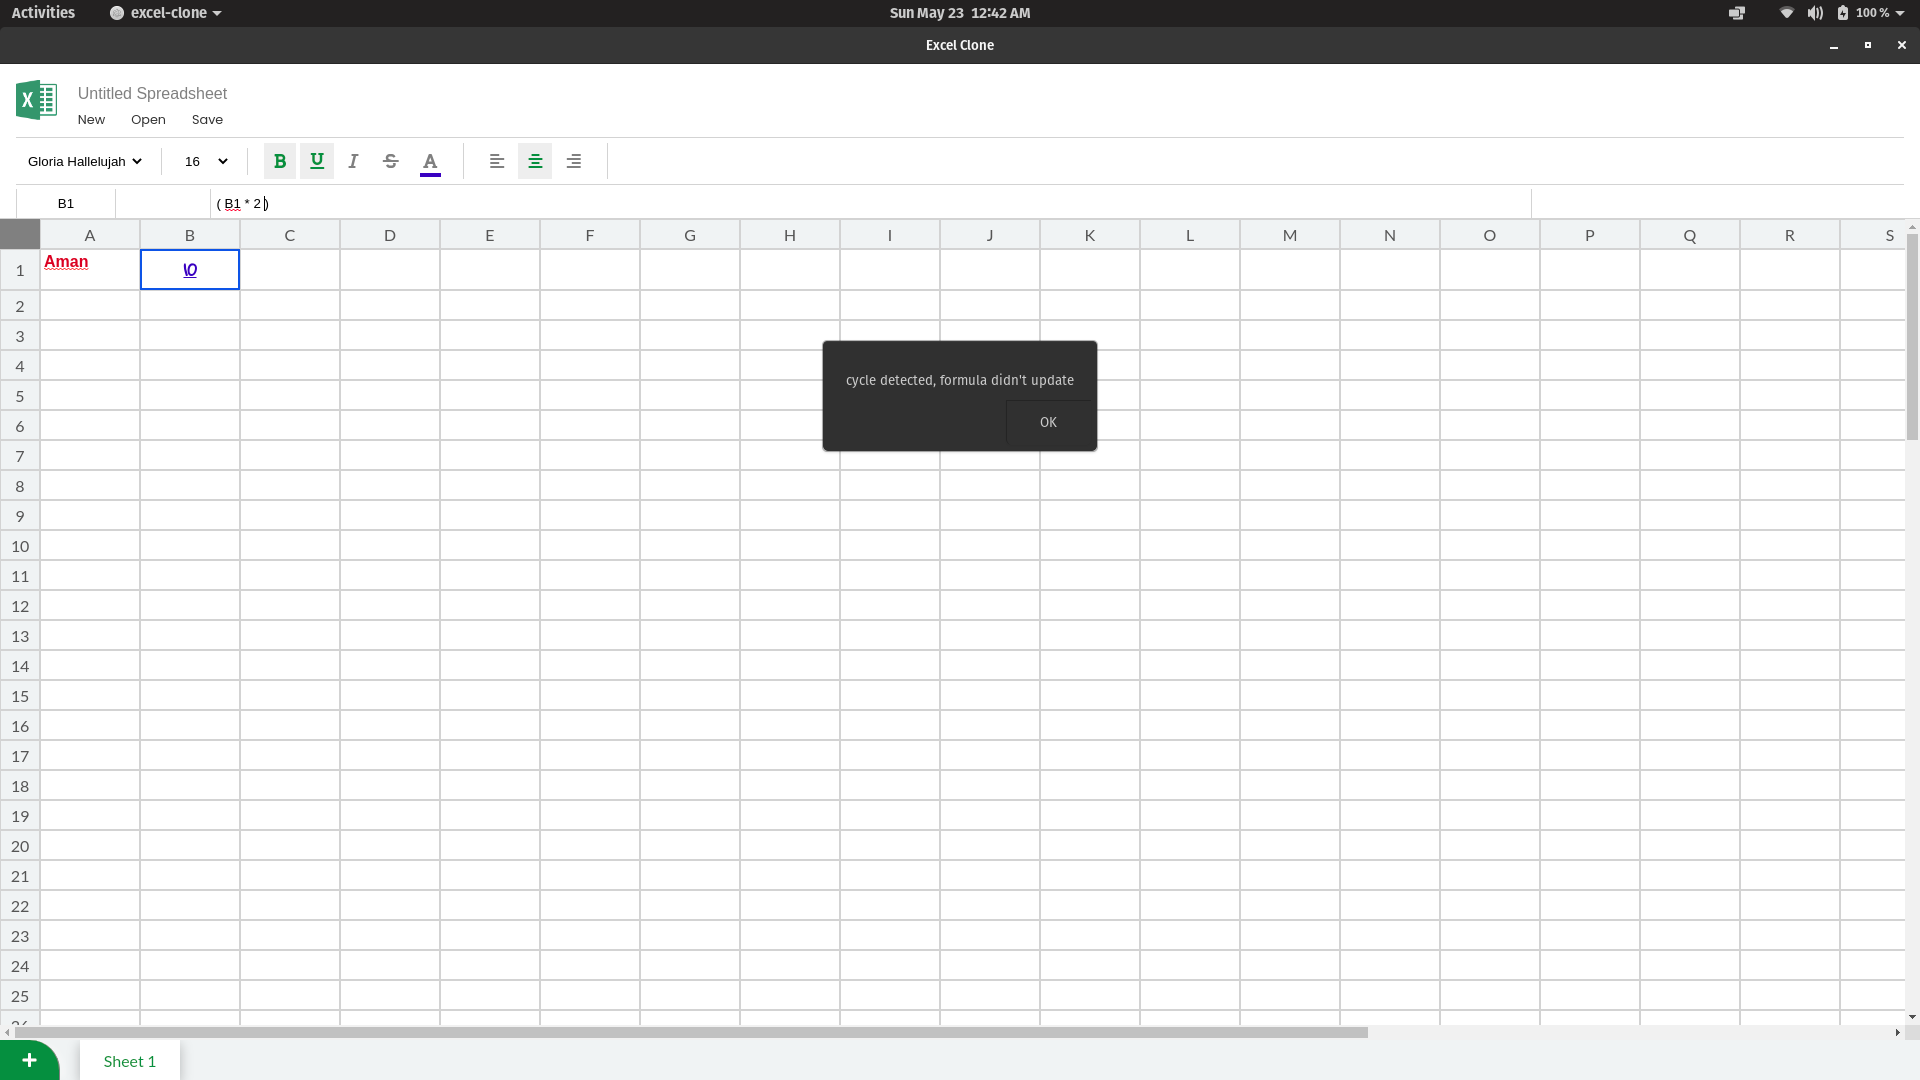 Activities excel-clone Sun May 23 12:42 AM 100 %
Excel Clone
Untitled Spreadsheet
New Open Save
Gloria Hallelujah 16 B U I S A
B1 ( B1 * 2 )
A B C D E F G H I J K L M N O P Q R S
1 Aman 10
2
3
4
cycle detected, formula didn't update
5
6 OK
7
8
9
10
11
12
13
14
15
16
17
18
19
20
21
22
23
24
25
26
+ Sheet 1